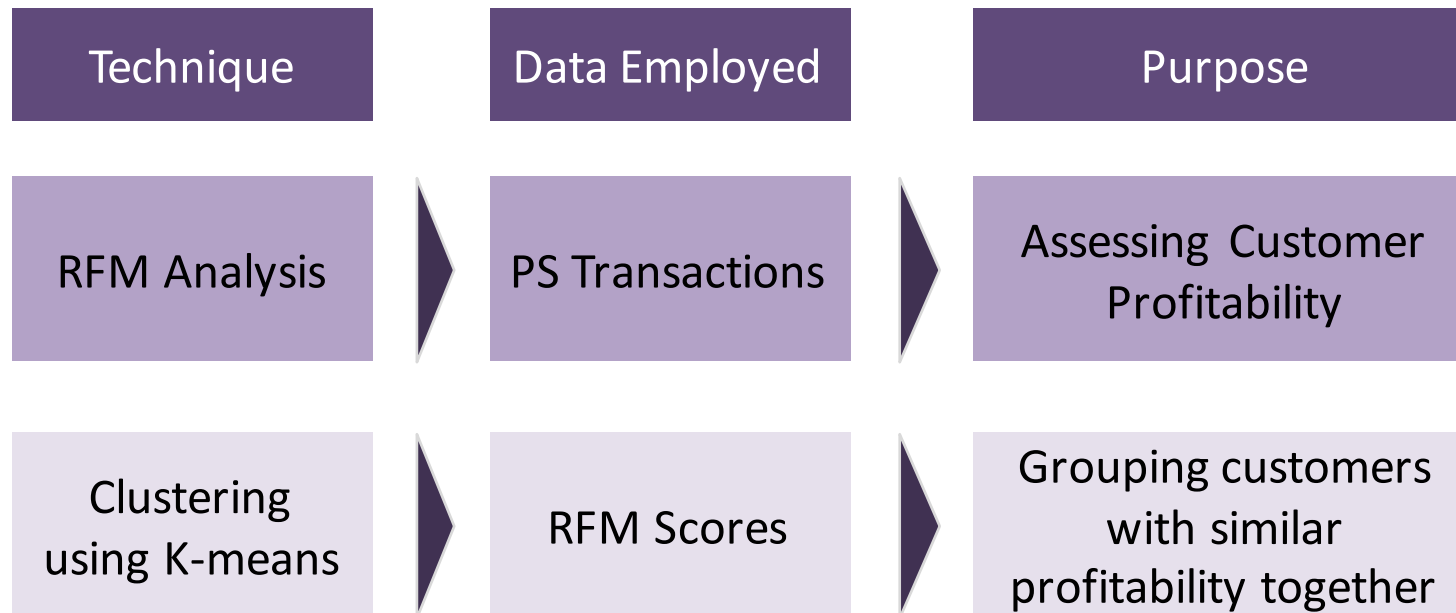 Technique
Data Employed
Purpose
RFM Analysis
PS Transactions
Assessing Customer
Profitability
Clustering
using K-means
RFM Scores
Grouping customers
with similar
profitability together